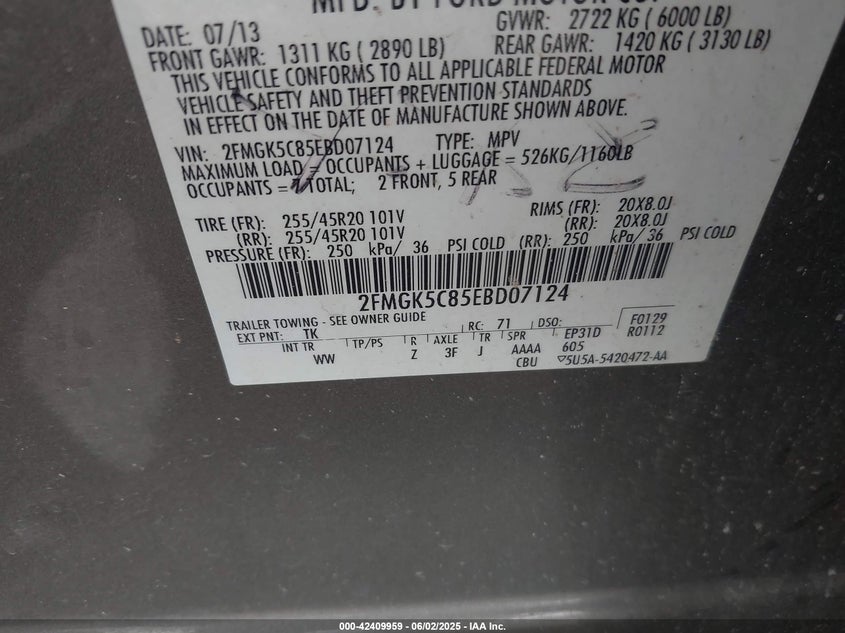 MFD. BY FORD MOTOR CO.
DATE: 07/13 GVWR: 2722 KG ( 6000 LB)
FRONT GAWR: 1311 KG ( 2890 LB) REAR GAWR: 1420 KG ( 3130 LB)
THIS VEHICLE CONFORMS TO ALL APPLICABLE FEDERAL MOTOR
VEHICLE SAFETY AND THEFT PREVENTION STANDARDS
IN EFFECT ON THE DATE OF MANUFACTURE SHOWN ABOVE.
VIN: 2FMGK5C85EBD07124 TYPE: MPV
MAXIMUM LOAD = OCCUPANTS + LUGGAGE = 526KG/1160LB
OCCUPANTS = 7 TOTAL; 2 FRONT, 5 REAR
TIRE (FR): 255/45R20 101V RIMS (FR): 20X8.0J
(RR): 255/45R20 101V (RR): 20X8.0J
PRESSURE (FR): 250 kPa/ 36 PSI COLD (RR): 250 kPa/ 36 PSI COLD
2FMGK5C85EBD07124
TRAILER TOWING - SEE OWNER GUIDE F0129
EXT PNT: TK RC: 71 DSO: R0112
INT TR TP/PS R AXLE TR SPR EP31D
WW Z 3F J AAAA 605
CBU 5U5A-5420472-AA
000-42409959 - 06/02/2025 - IAA Inc.